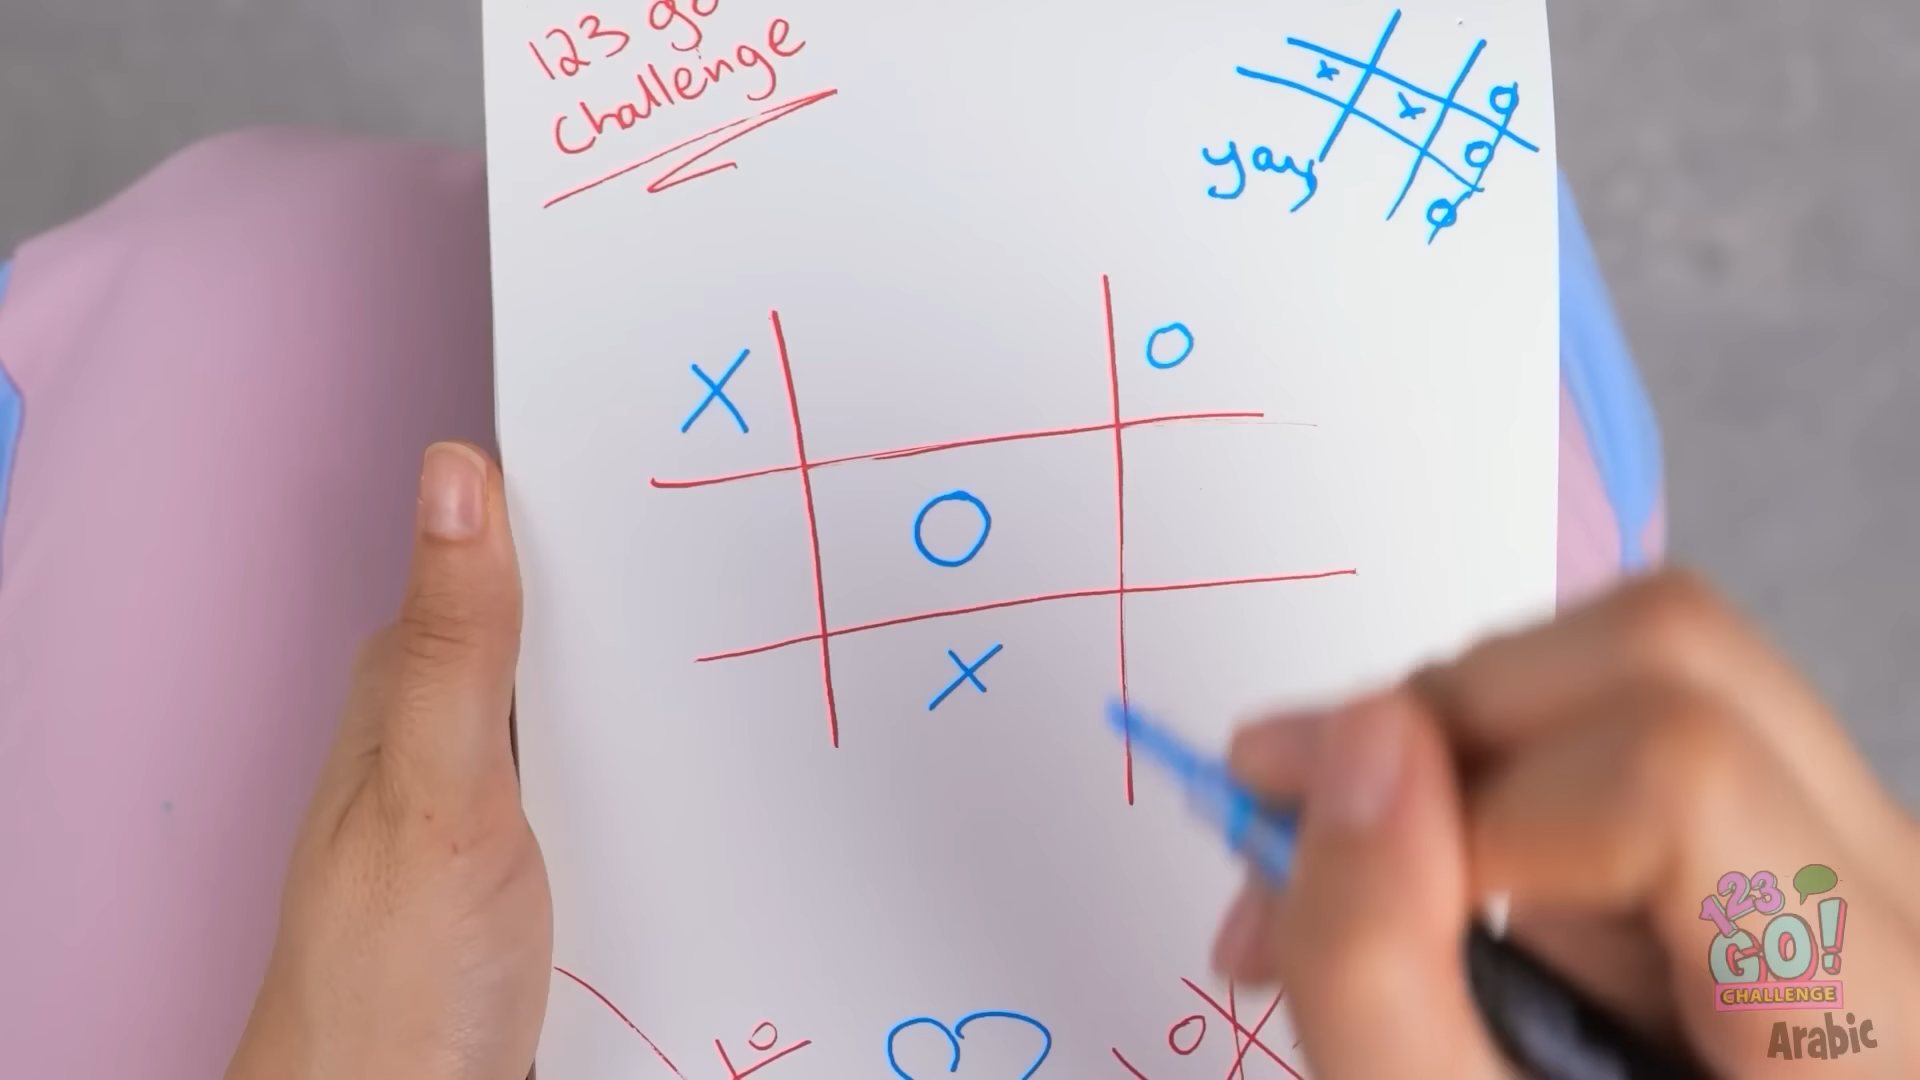 123 go
challenge
yay
x
x
o
o
o
X
O
O
X
O
O
123
GO!
CHALLENGE
Arabic